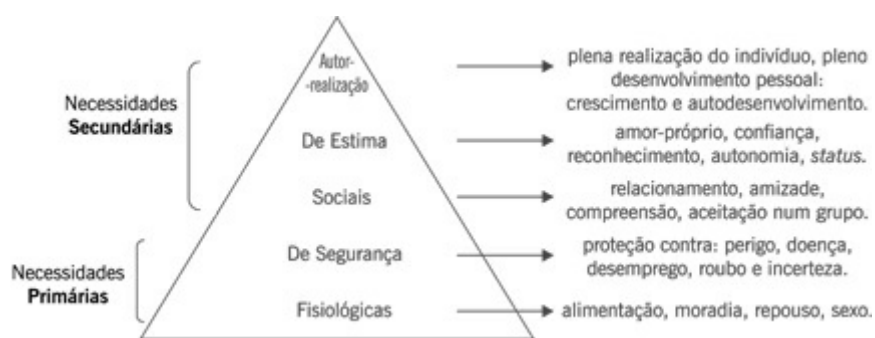 Necessidades
Secundárias
Autor-
-realização
plena realização do indivíduo, pleno
desenvolvimento pessoal:
crescimento e autodesenvolvimento.
De Estima
amor-próprio, confiança,
reconhecimento, autonomia, status.
Sociais
relacionamento, amizade,
compreensão, aceitação num grupo.
Necessidades
Primárias
De Segurança
proteção contra: perigo, doença,
desemprego, roubo e incerteza.
Fisiológicas
alimentação, moradia, repouso, sexo.